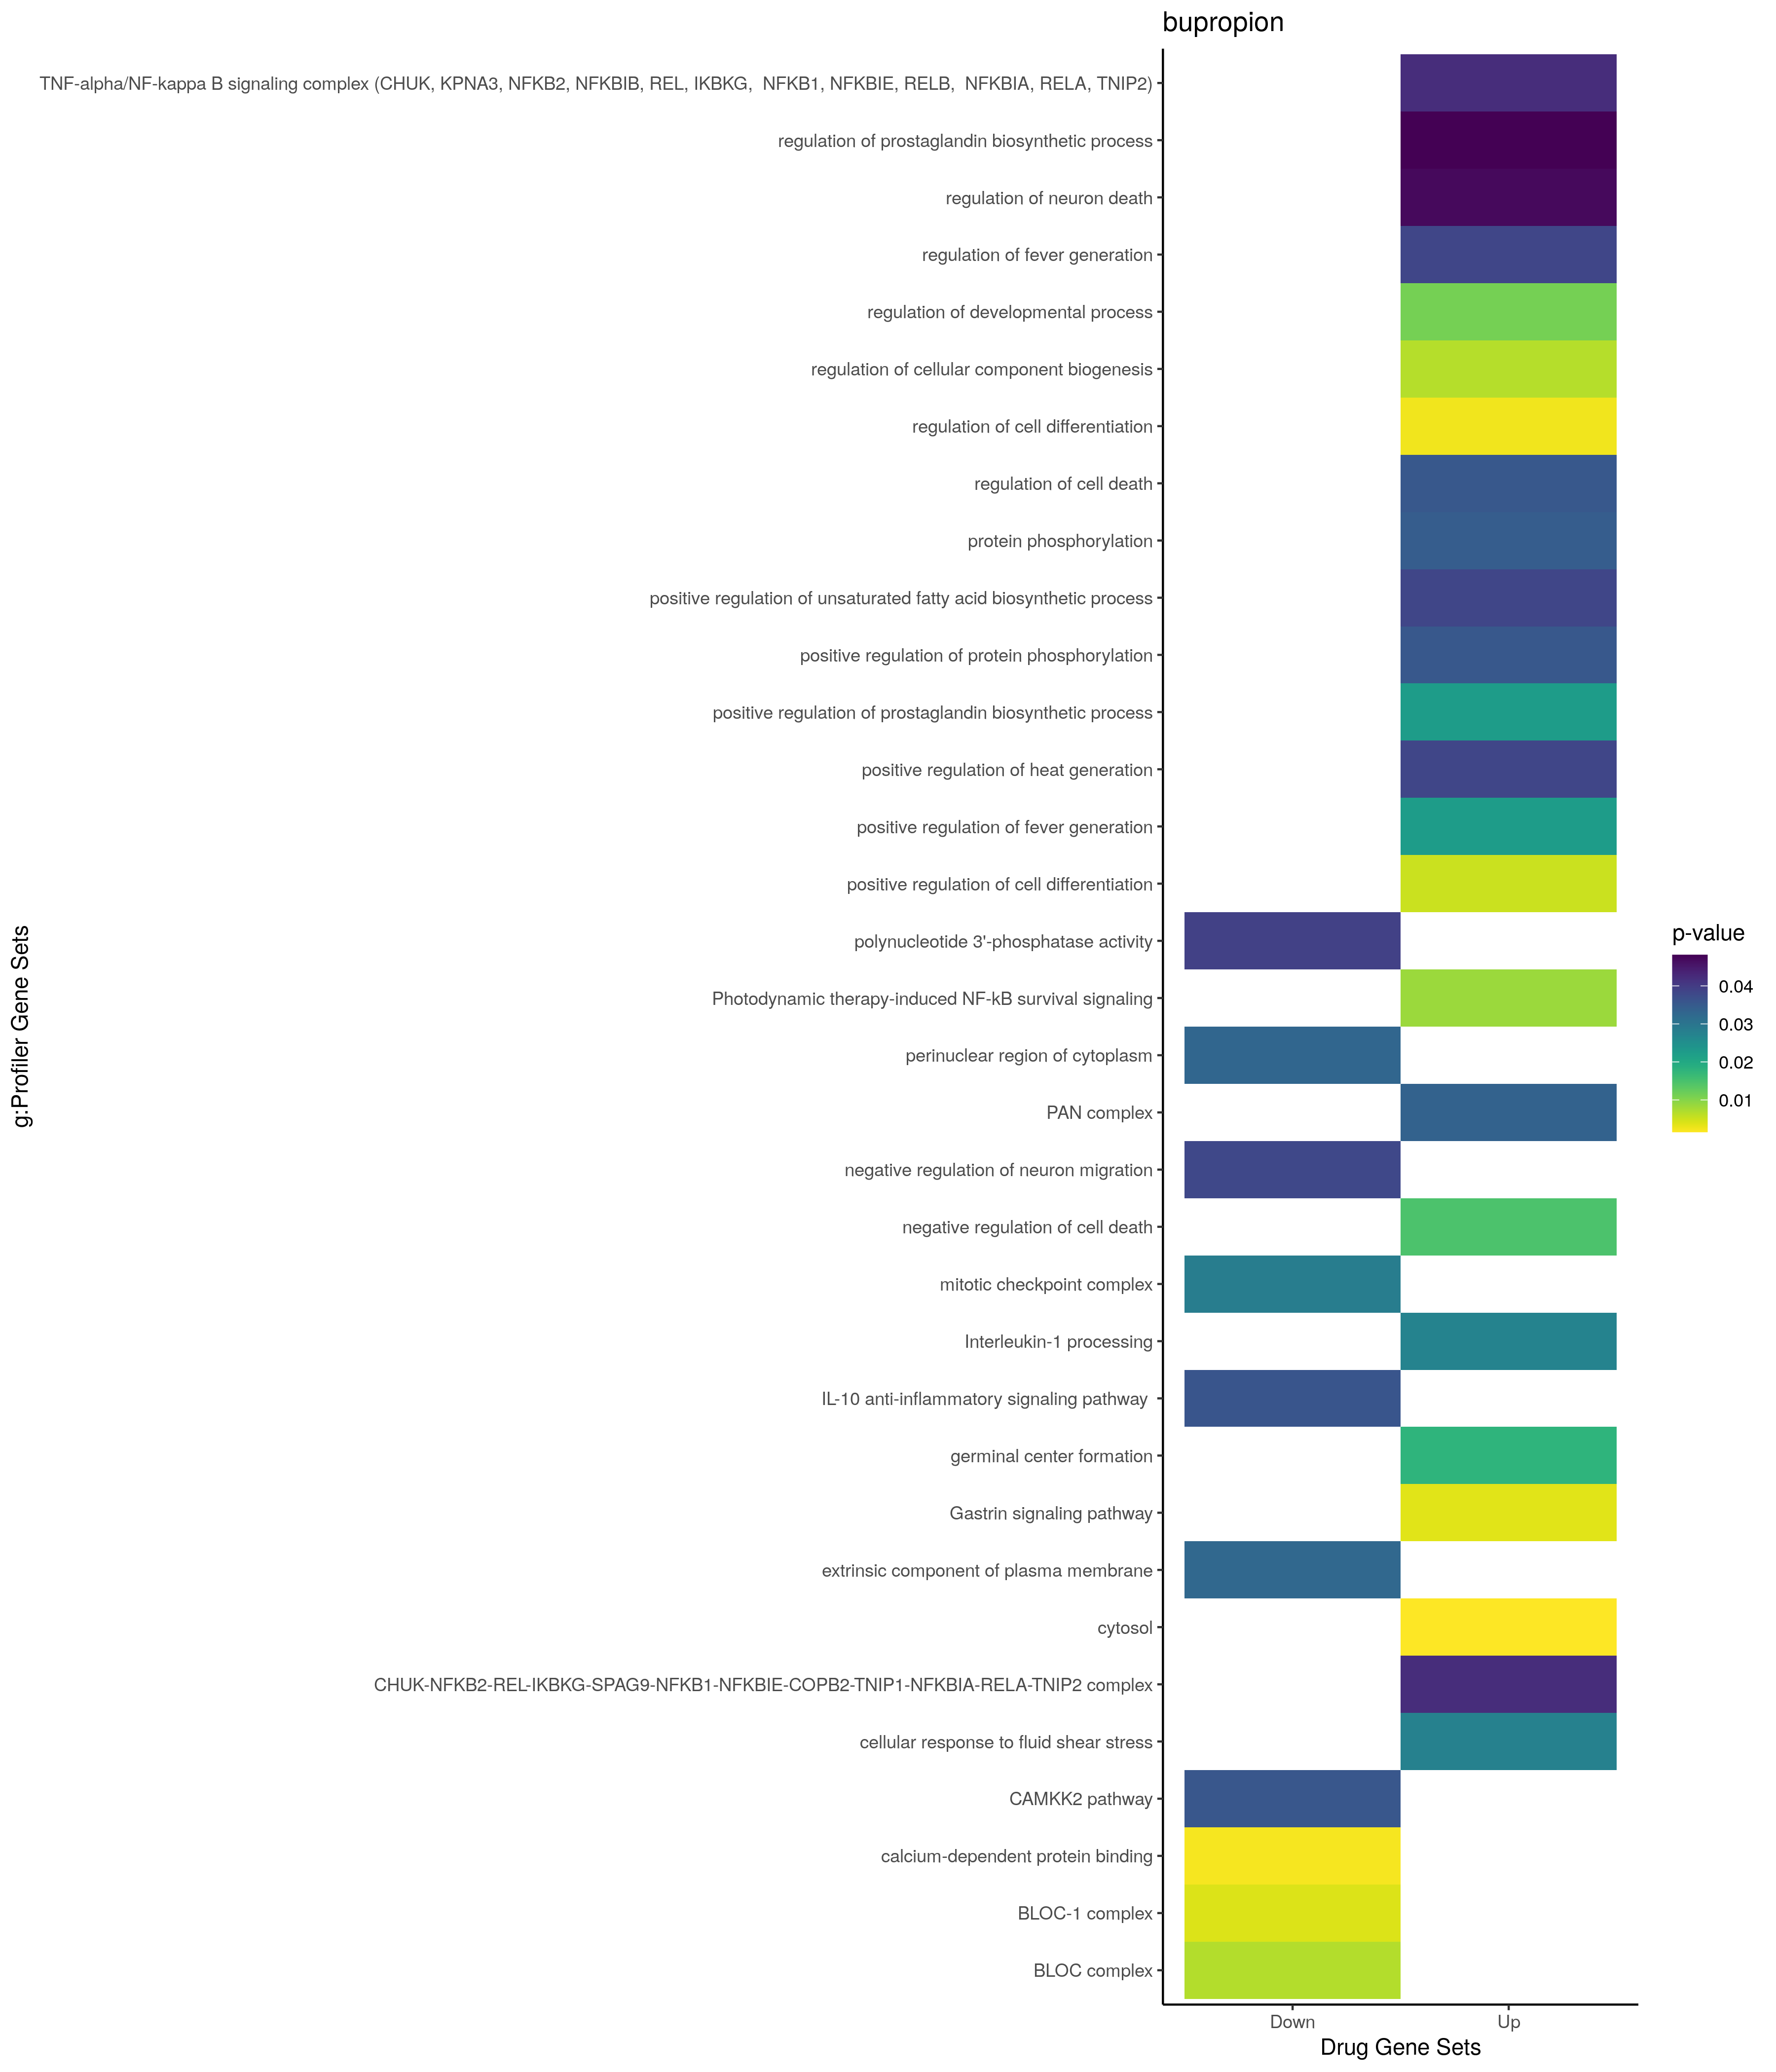 bupropion
TNF-alpha/NF-kappa B signaling complex (CHUK, KPNA3, NFKB2, NFKBIB, REL, IKBKG,  NFKB1, NFKBIE, RELB,  NFKBIA, RELA, TNIP2)
regulation of prostaglandin biosynthetic process
regulation of neuron death
regulation of fever generation
regulation of developmental process
regulation of cellular component biogenesis
regulation of cell differentiation
regulation of cell death
protein phosphorylation
positive regulation of unsaturated fatty acid biosynthetic process
positive regulation of protein phosphorylation
positive regulation of prostaglandin biosynthetic process
positive regulation of heat generation
positive regulation of fever generation
positive regulation of cell differentiation
polynucleotide 3'-phosphatase activity
Photodynamic therapy-induced NF-kB survival signaling
perinuclear region of cytoplasm
PAN complex
negative regulation of neuron migration
negative regulation of cell death
mitotic checkpoint complex
Interleukin-1 processing
IL-10 anti-inflammatory signaling pathway
germinal center formation
Gastrin signaling pathway
extrinsic component of plasma membrane
cytosol
CHUK-NFKB2-REL-IKBKG-SPAG9-NFKB1-NFKBIE-COPB2-TNIP1-NFKBIA-RELA-TNIP2 complex
cellular response to fluid shear stress
CAMKK2 pathway
calcium-dependent protein binding
BLOC-1 complex
BLOC complex
g:Profiler Gene Sets
Down
Up
Drug Gene Sets
p-value
0.04
0.03
0.02
0.01